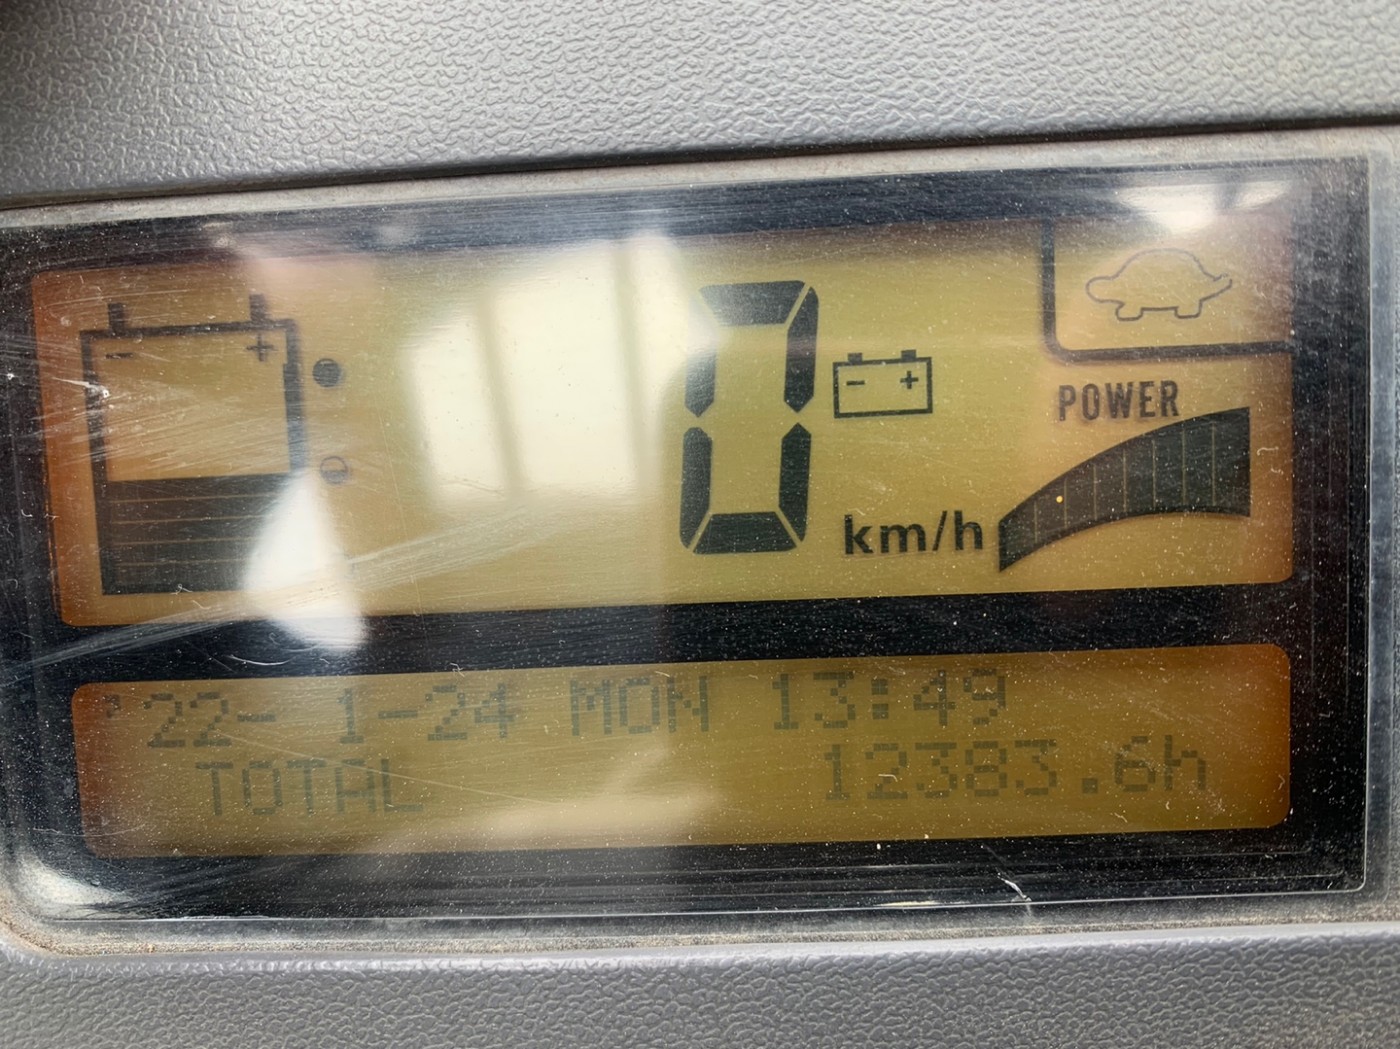 0
km/h
POWER
'22- 1-24 MON 13:49
TOTAL 12383.6h